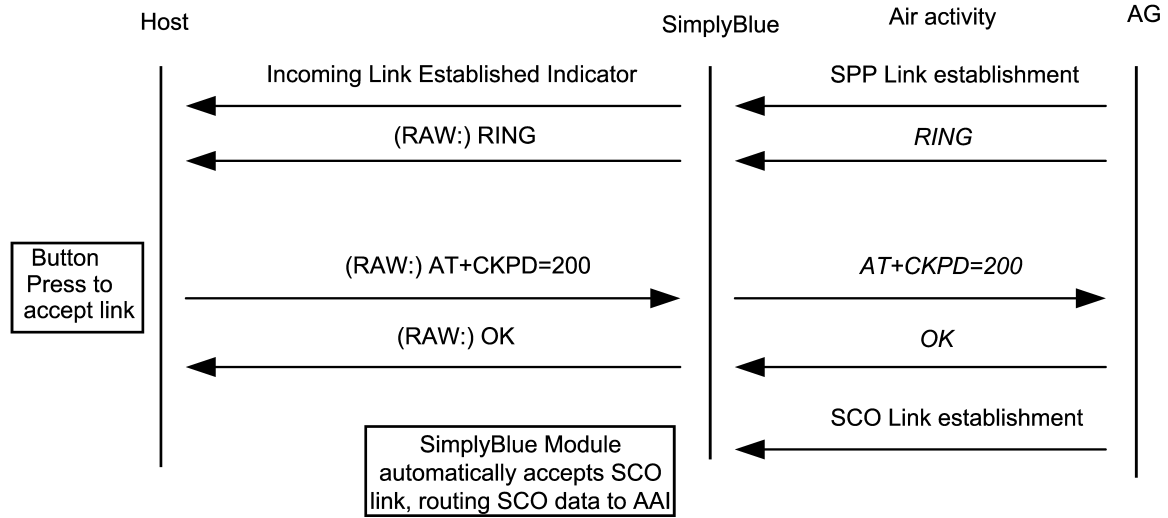 Host
SimplyBlue
Air activity
AG
Incoming Link Established Indicator
SPP Link establishment
(RAW:) RING
RING
Button
Press to
accept link
(RAW:) AT+CKPD=200
AT+CKPD=200
(RAW:) OK
OK
SCO Link establishment
SimplyBlue Module
automatically accepts SCO
link, routing SCO data to AAI